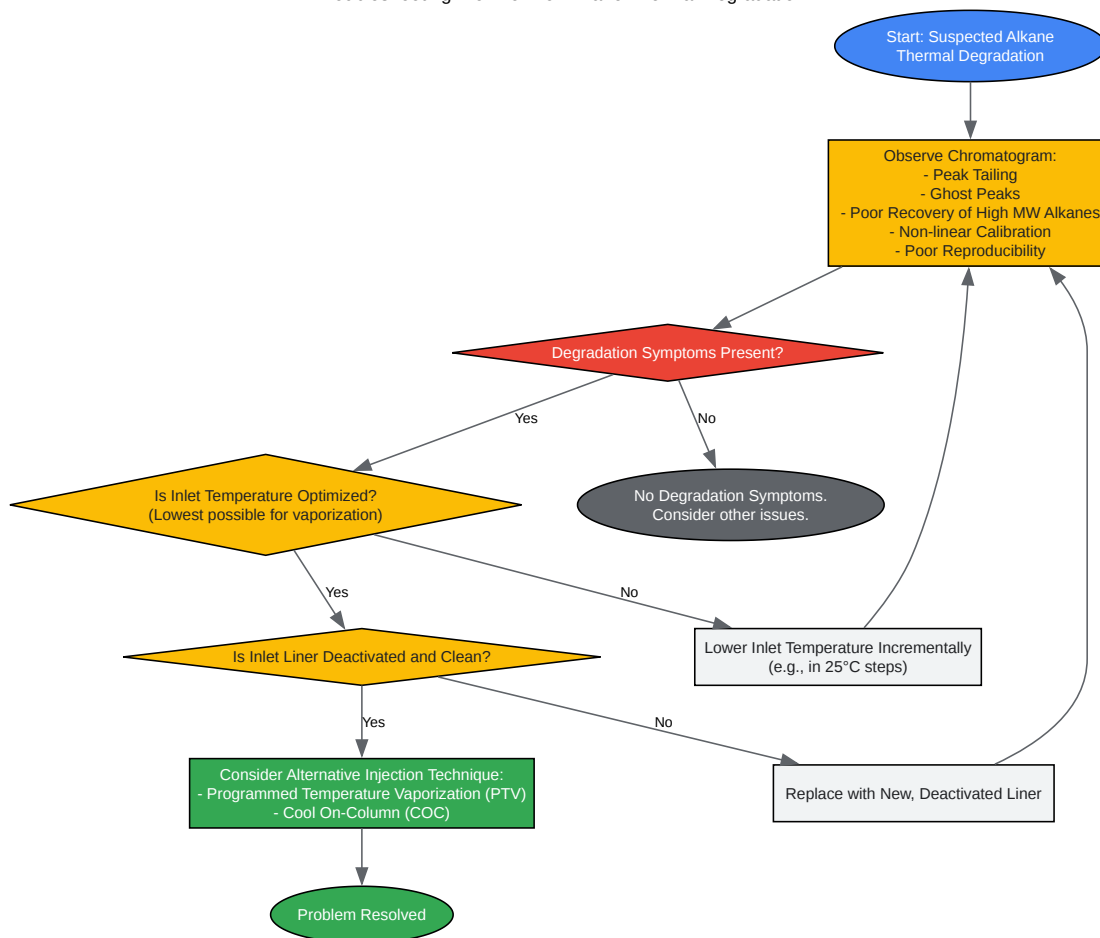 Start: Suspected Alkane
Thermal Degradation
Observe Chromatogram:
- Peak Tailing
- Ghost Peaks
- Poor Recovery of High MW Alkanes
- Non-linear Calibration
- Poor Reproducibility
Degradation Symptoms Present?
Yes
No
Is Inlet Temperature Optimized?
(Lowest possible for vaporization)
No Degradation Symptoms.
Consider other issues.
Yes
No
Is Inlet Liner Deactivated and Clean?
Lower Inlet Temperature Incrementally
(e.g., in 25°C steps)
Yes
No
Consider Alternative Injection Technique:
- Programmed Temperature Vaporization (PTV)
- Cool On-Column (COC)
Replace with New, Deactivated Liner
Problem Resolved